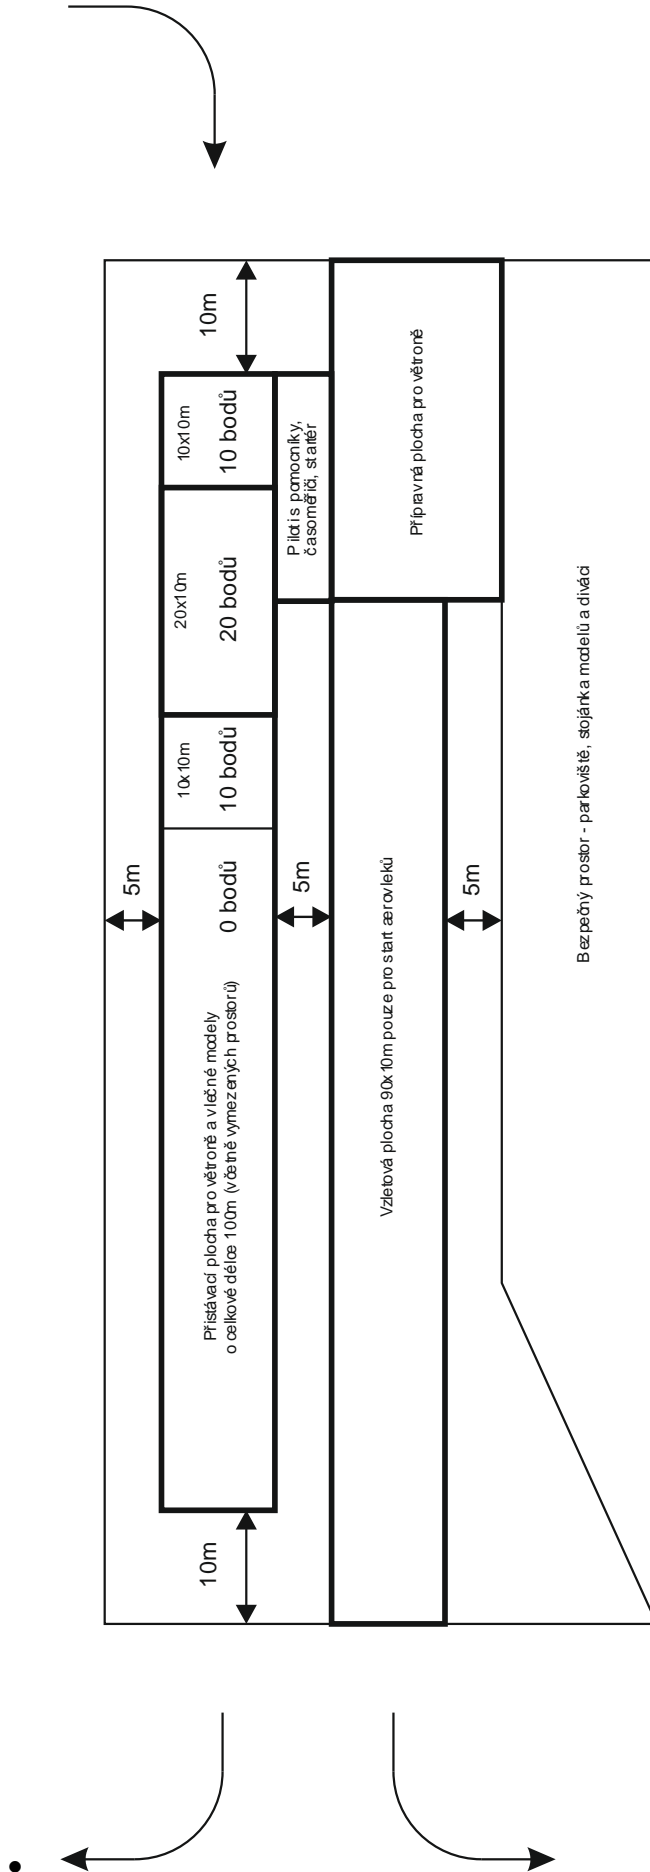 10m
10x10m
10 bodů
Piloti s pomocníky,
časoměřiči, startér
Přípravná plocha pro větroně
20x10m
20 bodů
10x10m
10 bodů
5m
0 bodů
5m
5m
Přistávací plocha pro větroně a vlečné modely
o celkové délce 100m (včetně vymezených prostorů)
Vzletová plocha 90x10m pouze pro start aerovleků
Bezpečný prostor - parkoviště, stojánka modelů a diváci
10m